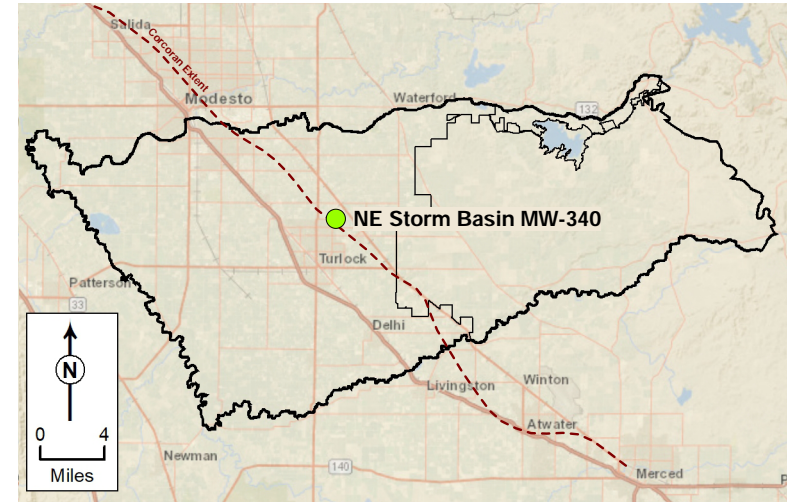 Salida
Corcoran Extent
Modesto
Waterford
132
NE Storm Basin MW-340
Turlock
Patterson
33
Delhi
N
0 4
Miles
Livingston
Winton
Atwater
Newman
140
Merced
P